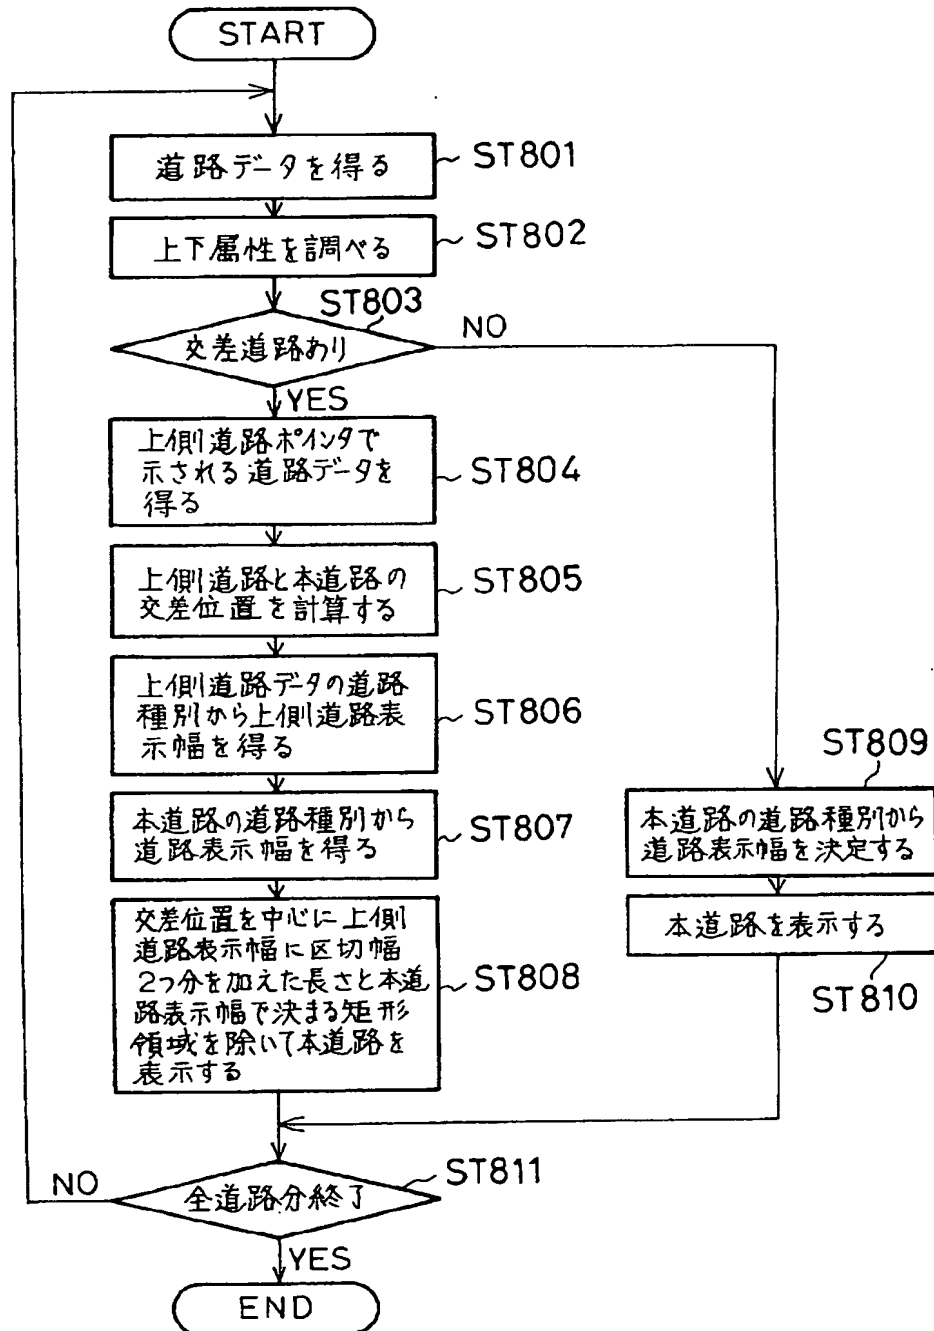 START
道路データを得る
ST801
上下属性を調べる
ST802
ST803
交差道路あり
NO
YES
上側道路ポインタで
示される道路データを
得る
ST804
上側道路と本道路の
交差位置を計算する
ST805
上側道路データの道路
種別から上側道路表
示幅を得る
ST806
本道路の道路種別から
道路表示幅を得る
ST807
交差位置を中心に上側
道路表示幅に区切幅
2つ分を加えた長さと本道
路表示幅で決まる矩形
領域を除いて本道路を
表示する
ST808
ST809
本道路の道路種別から
道路表示幅を決定する
本道路を表示する
ST810
全道路分終了
ST811
NO
YES
END